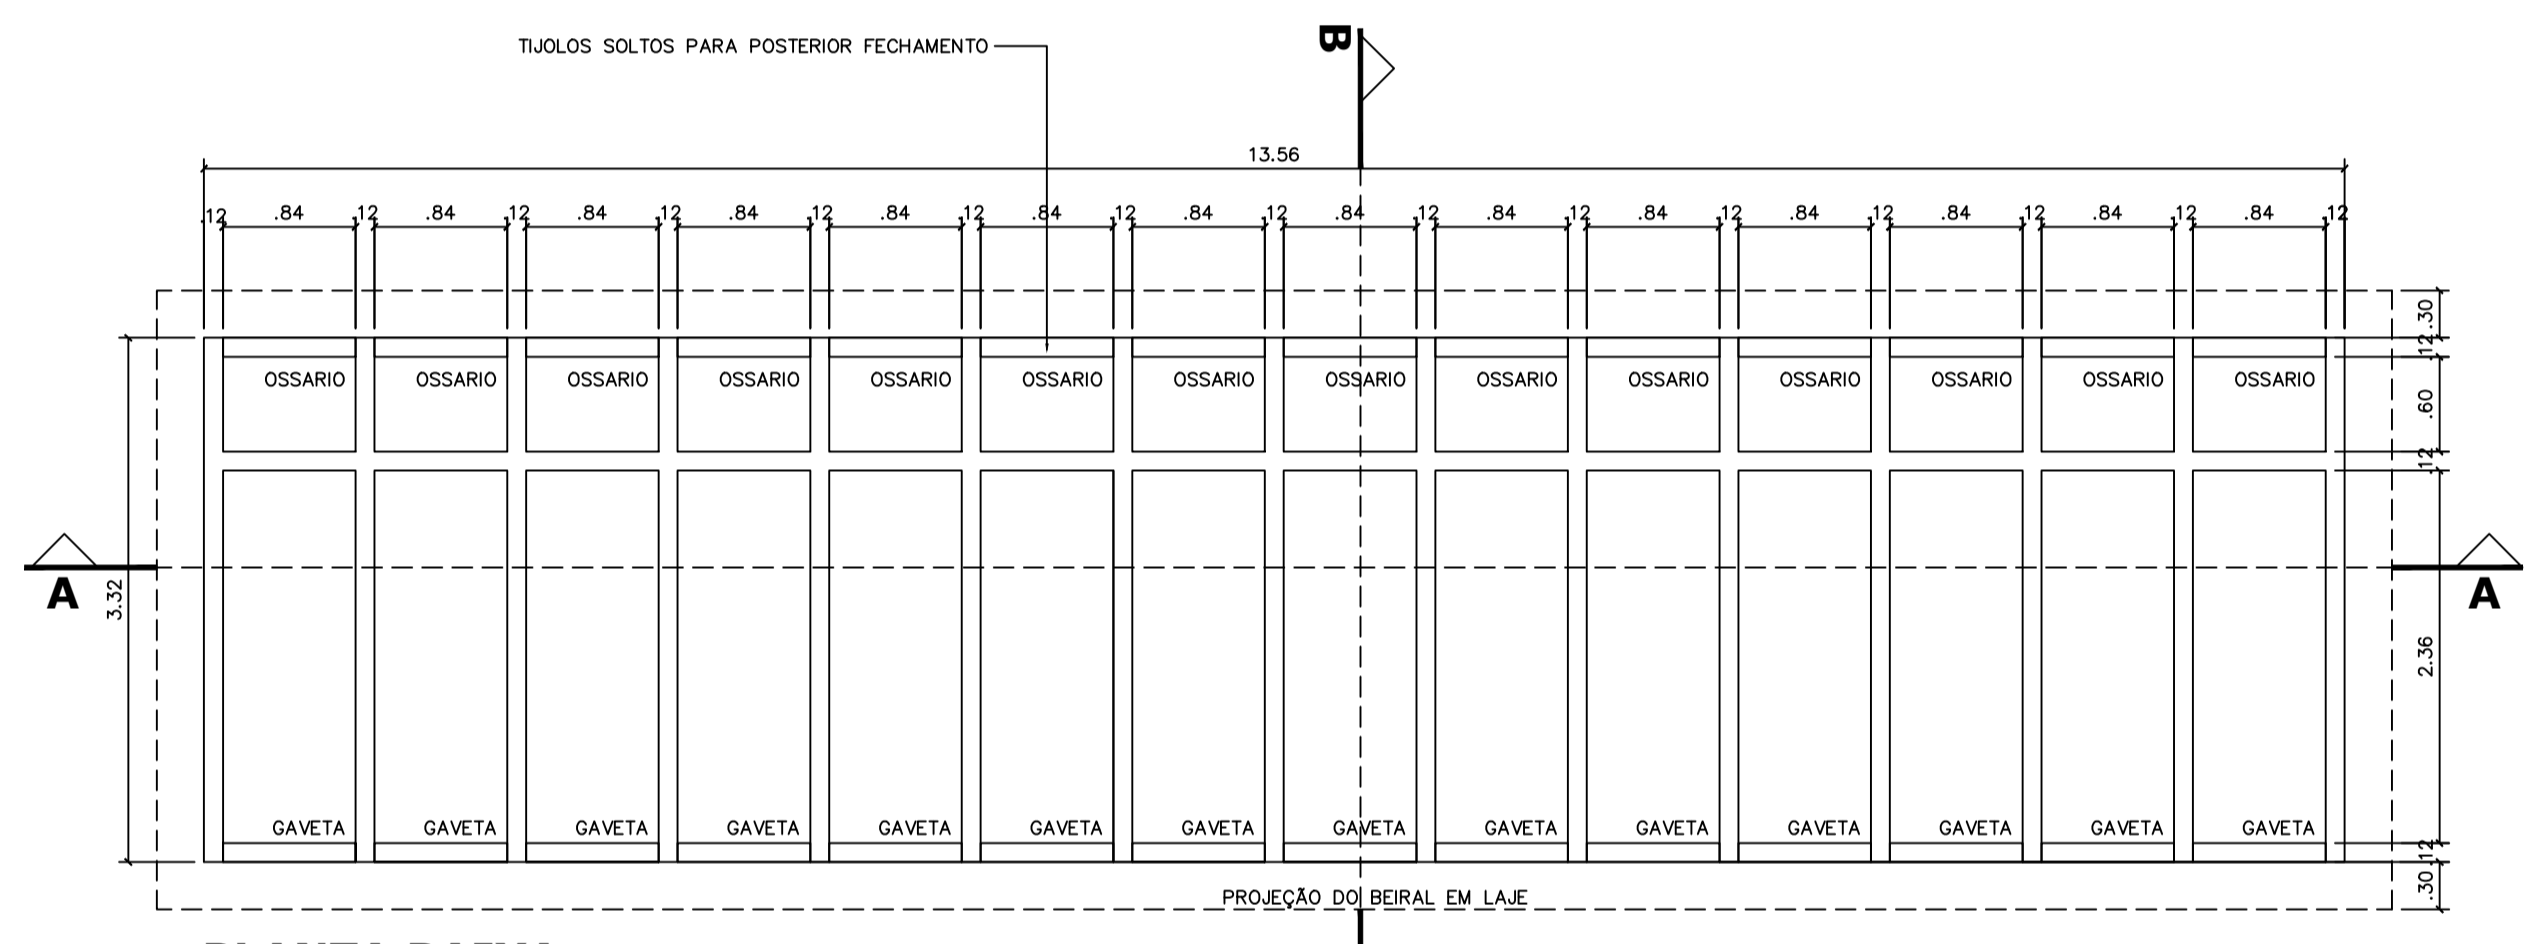 TIJOLOS SOLTOS PARA POSTERIOR FECHAMENTO
B
13.56
.12 .84 .12 .84 .12 .84 .12 .84 .12 .84 .12 .84 .12 .84 .12 .84 .12 .84 .12 .84 .12 .84 .12 .84 .12 .84 .12 .84 .12
.30
.12
OSSARIO OSSARIO OSSARIO OSSARIO OSSARIO OSSARIO OSSARIO OSSARIO OSSARIO OSSARIO OSSARIO OSSARIO OSSARIO OSSARIO
.60
.12
A A
3.32
2.36
GAVETA GAVETA GAVETA GAVETA GAVETA GAVETA GAVETA GAVETA GAVETA GAVETA GAVETA GAVETA GAVETA GAVETA
.12
.30
PROJEÇÃO DO BEIRAL EM LAJE